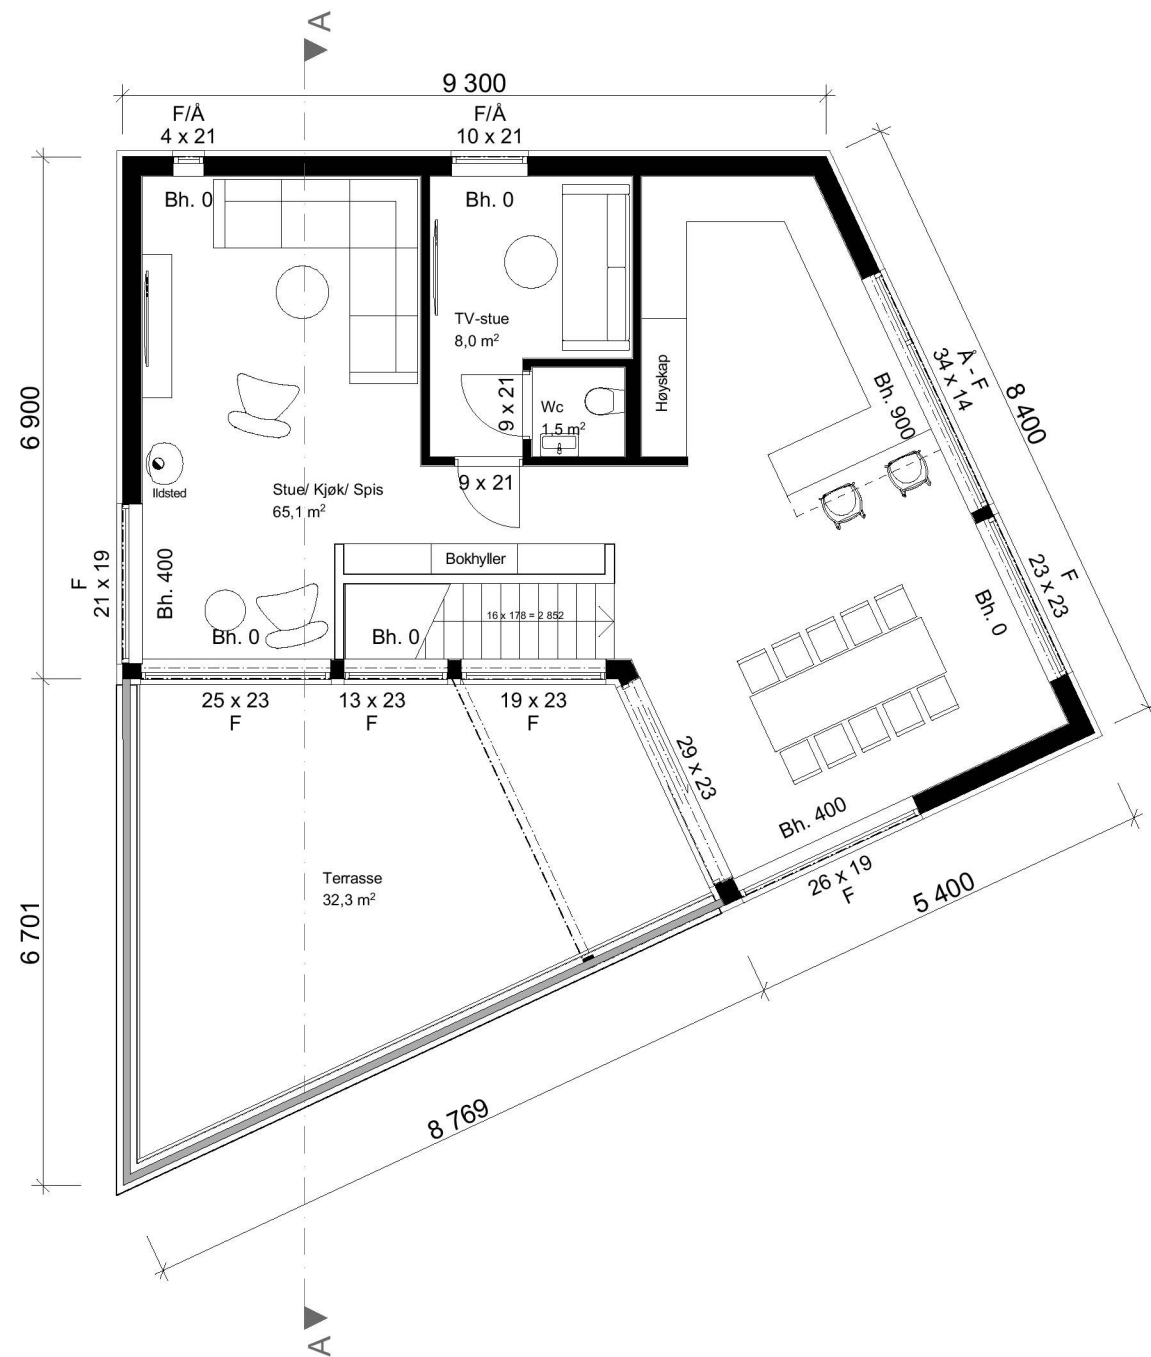 A
9 300
F/Å
4 x 21
F/Å
10 x 21
Bh. 0
Bh. 0
6 900
TV-stue
8,0 m²
Å - F
34 x 14
8 400
Bh. 900
Høyskap
9 x 21
Wc
1,5 m²
Ildsted
Stue/ Kjøk/ Spis
65,1 m²
9 x 21
F
21 x 19
Bh. 400
Bokhyller
F
23 x 23
Bh. 0
16 x 178 = 2 852
Bh. 0
Bh. 0
25 x 23
F
13 x 23
F
19 x 23
F
29 x 23
Bh. 400
26 x 19
F
5 400
Terrasse
32,3 m²
6 701
8 769
A